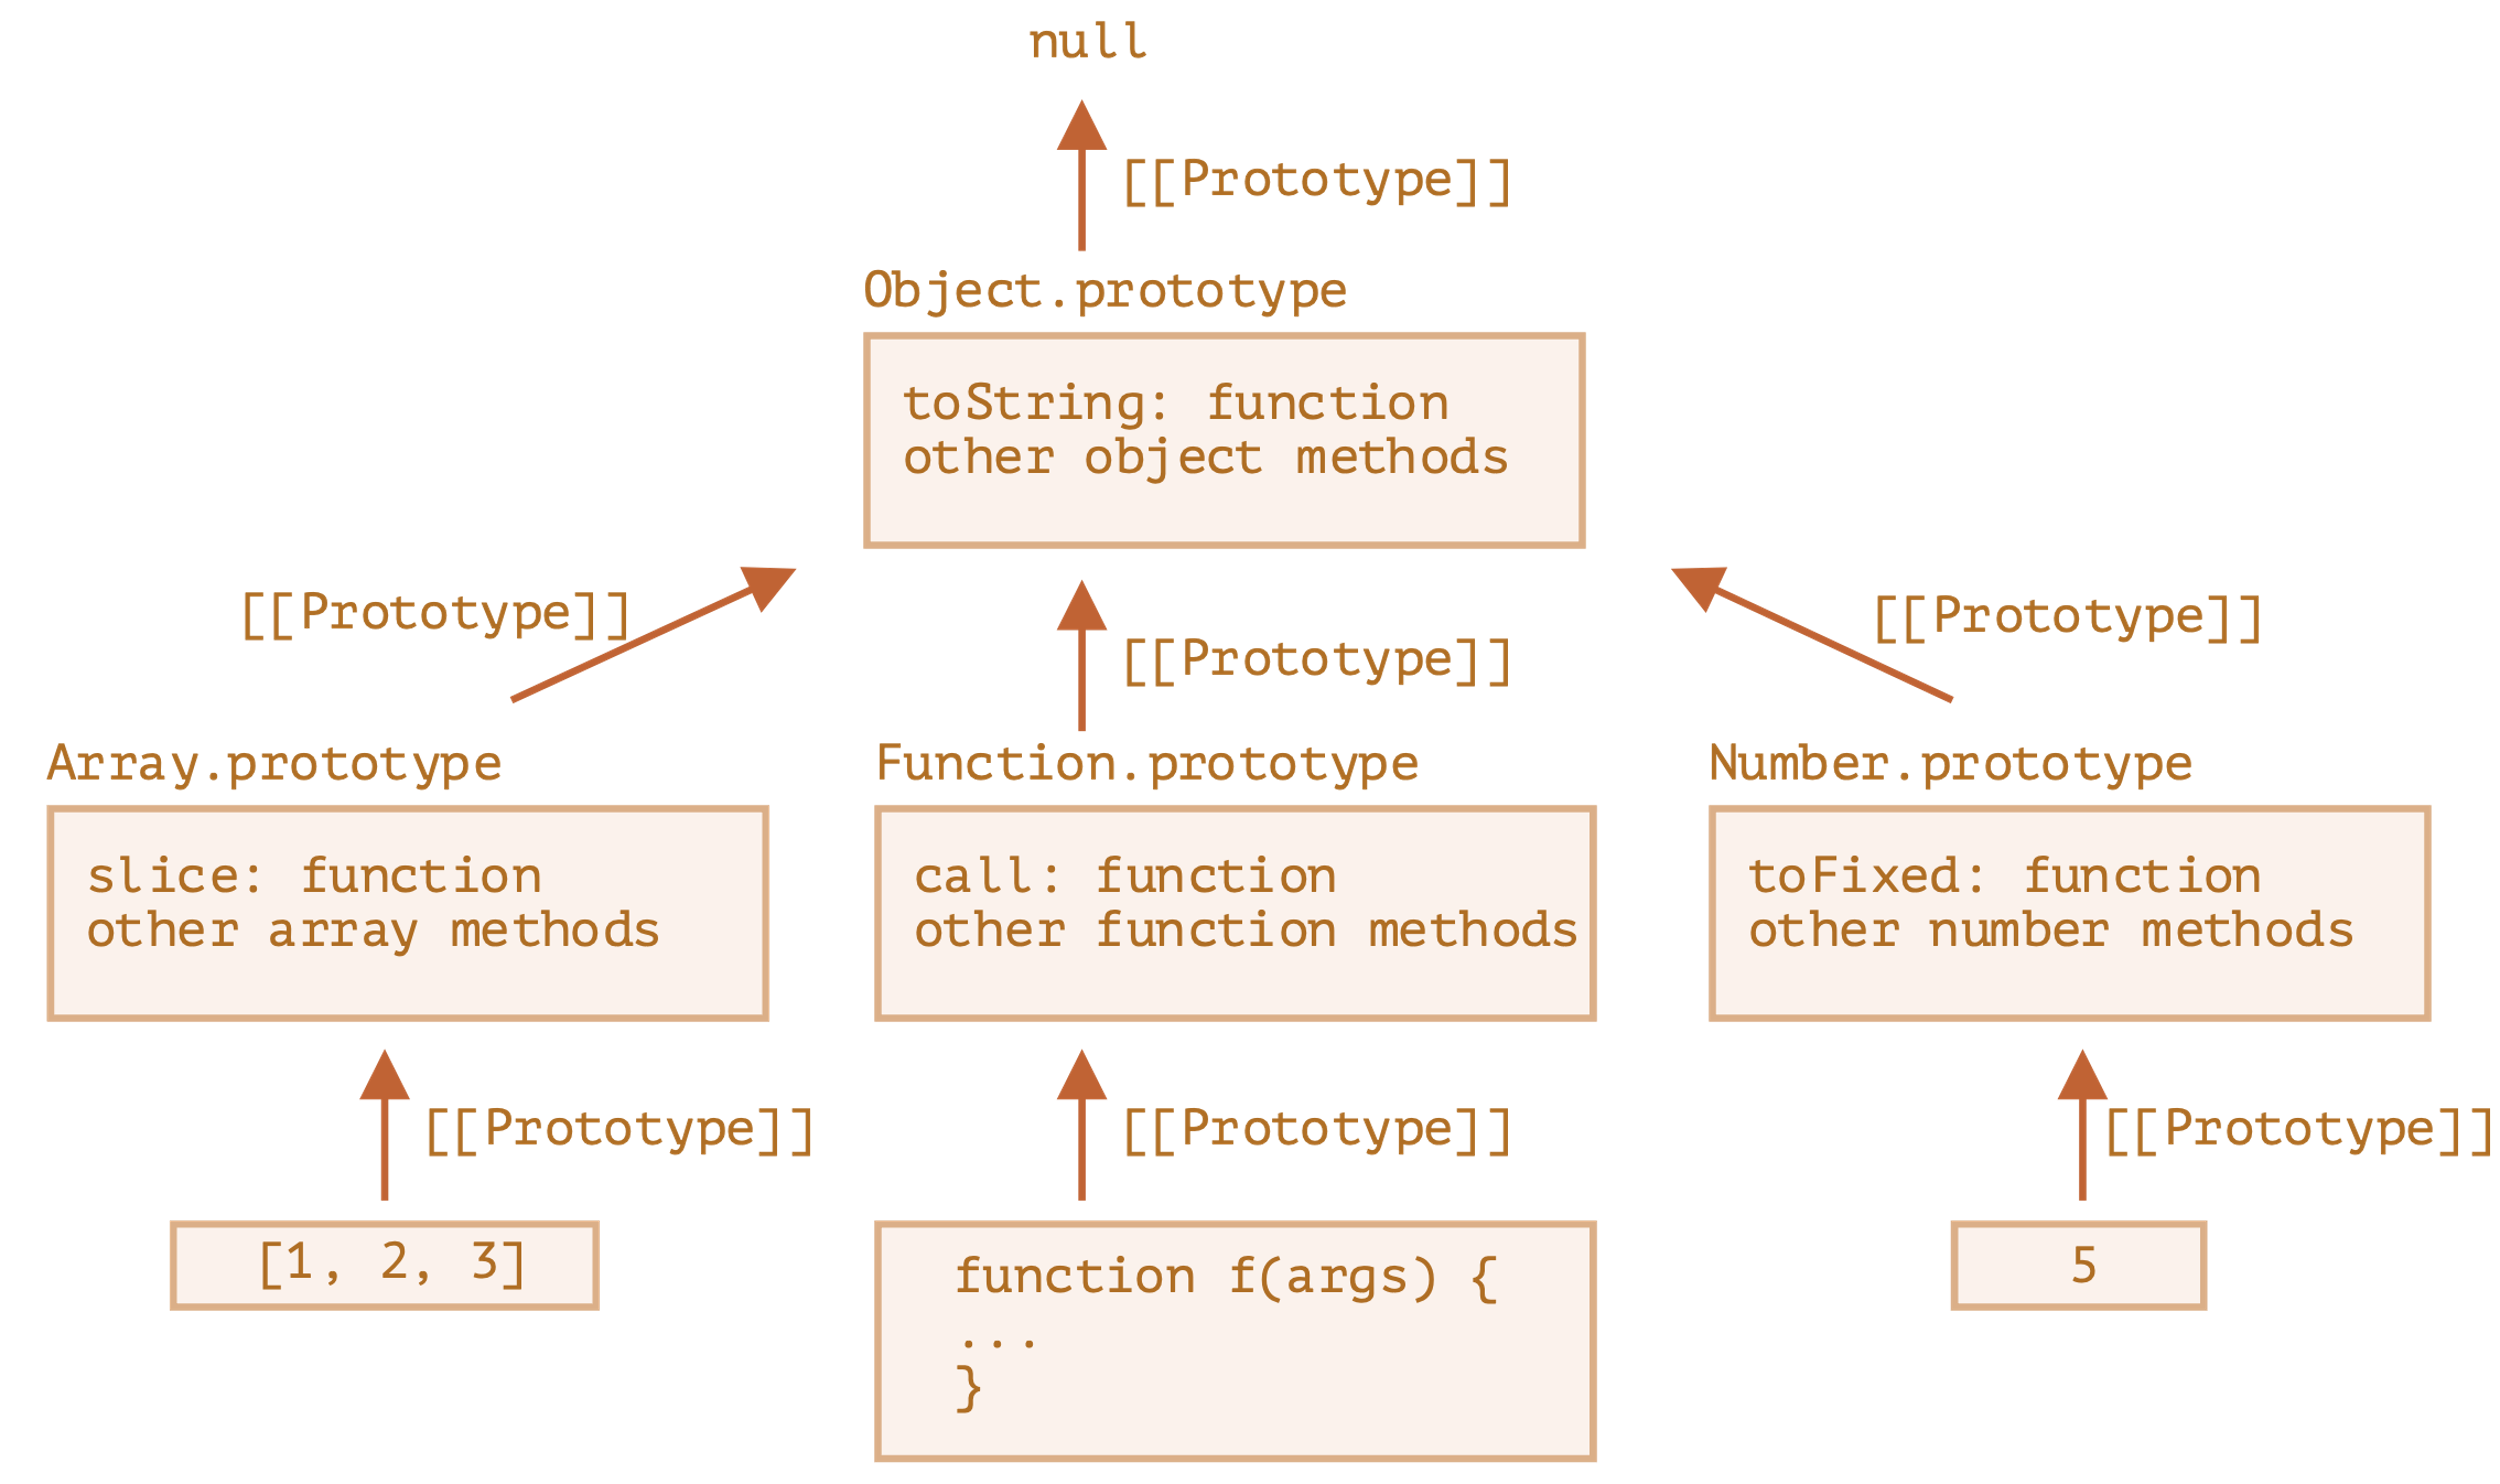 null
[[Prototype]]
Object.prototype
toString: function
other object methods
[[Prototype]]
[[Prototype]]
[[Prototype]]
Array.prototype
slice: function
other array methods
Function.prototype
call: function
other function methods
Number.prototype
toFixed: function
other number methods
[[Prototype]]
[[Prototype]]
[[Prototype]]
[1, 2, 3]
function f(args) {
...
}
5